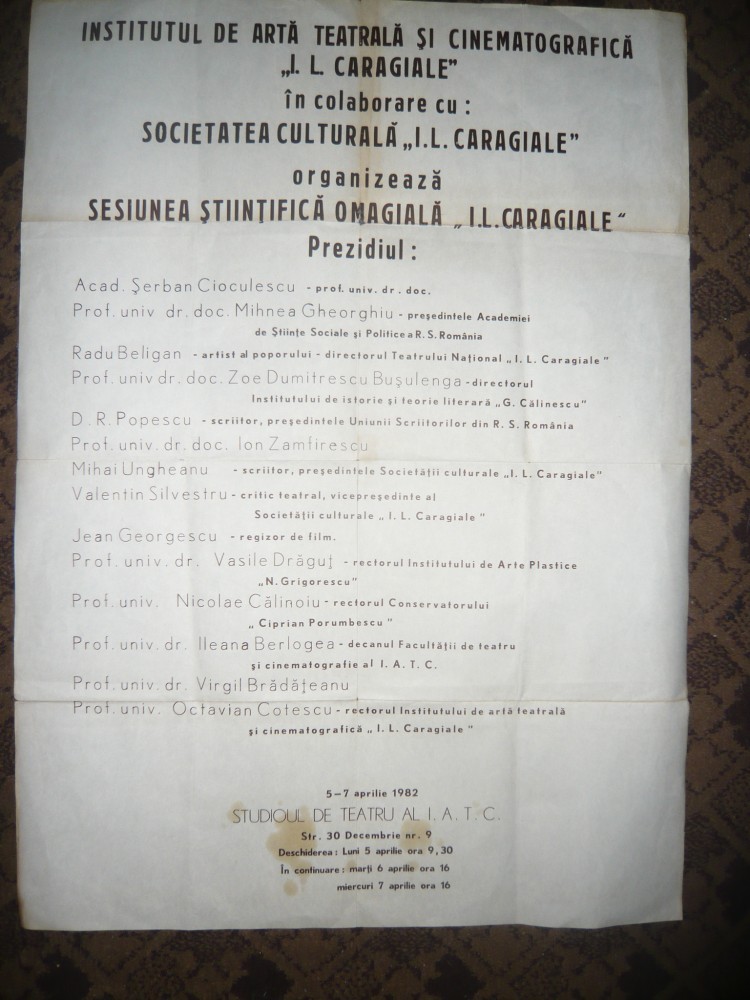 INSTITUTUL DE ARTĂ TEATRALĂ ŞI CINEMATOGRAFICĂ
„I. L. CARAGIALE”
în colaborare cu :
SOCIETATEA CULTURALĂ „I.L. CARAGIALE”
organizează
SESIUNEA ŞTIINŢIFICĂ OMAGIALĂ „I.L.CARAGIALE“
Prezidiul :
Acad. Şerban Cioculescu - prof. univ. dr. doc.
Prof. univ dr. doc. Mihnea Gheorghiu - preşedintele Academiei
de Ştiinţe Sociale şi Politice a R. S. România
Radu Beligan - artist al poporului - directorul Teatrului Naţional „I. L. Caragiale“
Prof. univ dr. doc. Zoe Dumitrescu Buşulenga - directorul
Institutului de istorie şi teorie literară „G. Călinescu“
D. R. Popescu - scriitor, preşedintele Uniunii Scriitorilor din R. S. România
Prof. univ. dr. doc. Ion Zamfirescu
Mihai Ungheanu - scriitor, preşedintele Societăţii culturale „I. L. Caragiale“
Valentin Silvestru - critic teatral, vicepreşedinte al
Societăţii culturale „I. L. Caragiale“
Jean Georgescu - regizor de film.
Prof. univ. dr. Vasile Drăguţ - rectorul Institutului de Arte Plastice
„N. Grigorescu“
Prof. univ. Nicolae Călinoiu - rectorul Conservatorului
„Ciprian Porumbescu“
Prof. univ. dr. Ileana Berlogea - decanul Facultăţii de teatru
şi cinematografie al I. A. T. C.
Prof. univ. dr. Virgil Brădăţeanu
Prof. univ. Octavian Cotescu - rectorul Institutului de artă teatrală
şi cinematografică „I. L. Caragiale“
5-7 aprilie 1982
STUDIOUL DE TEATRU AL I. A. T. C.
Str. 30 Decembrie nr. 9
Deschiderea : Luni 5 aprilie ora 9,30
În continuare : marţi 6 aprilie ora 16
miercuri 7 aprilie ora 16